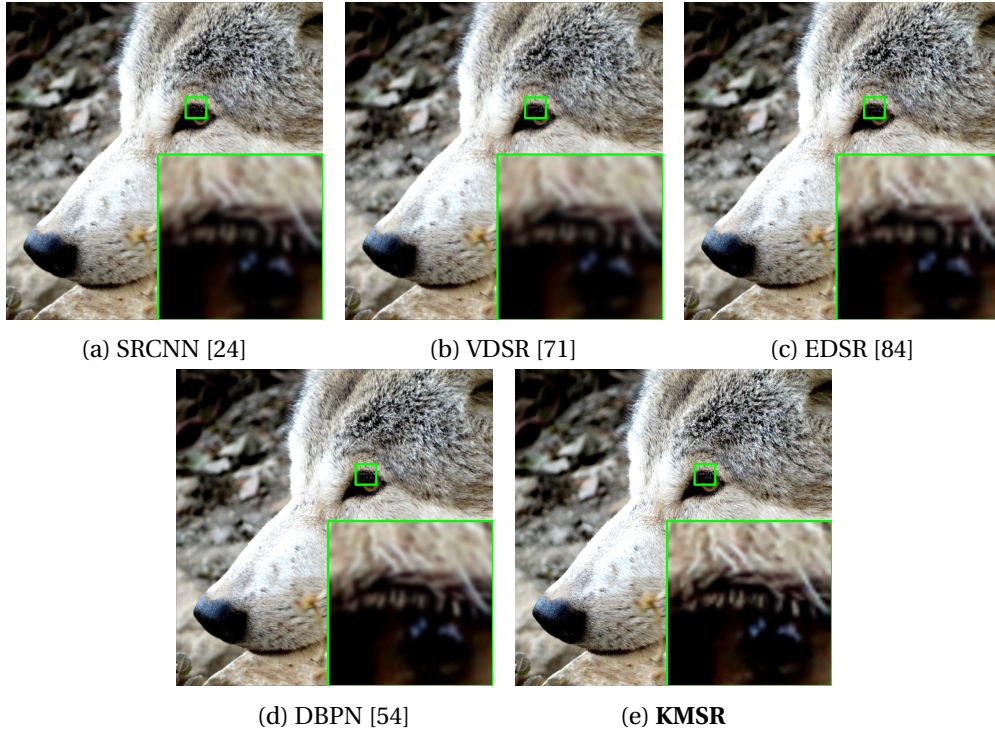 (a) SRCNN [24]
(b) VDSR [71]
(c) EDSR [84]
(d) DBPN [54]
(e) KMSR